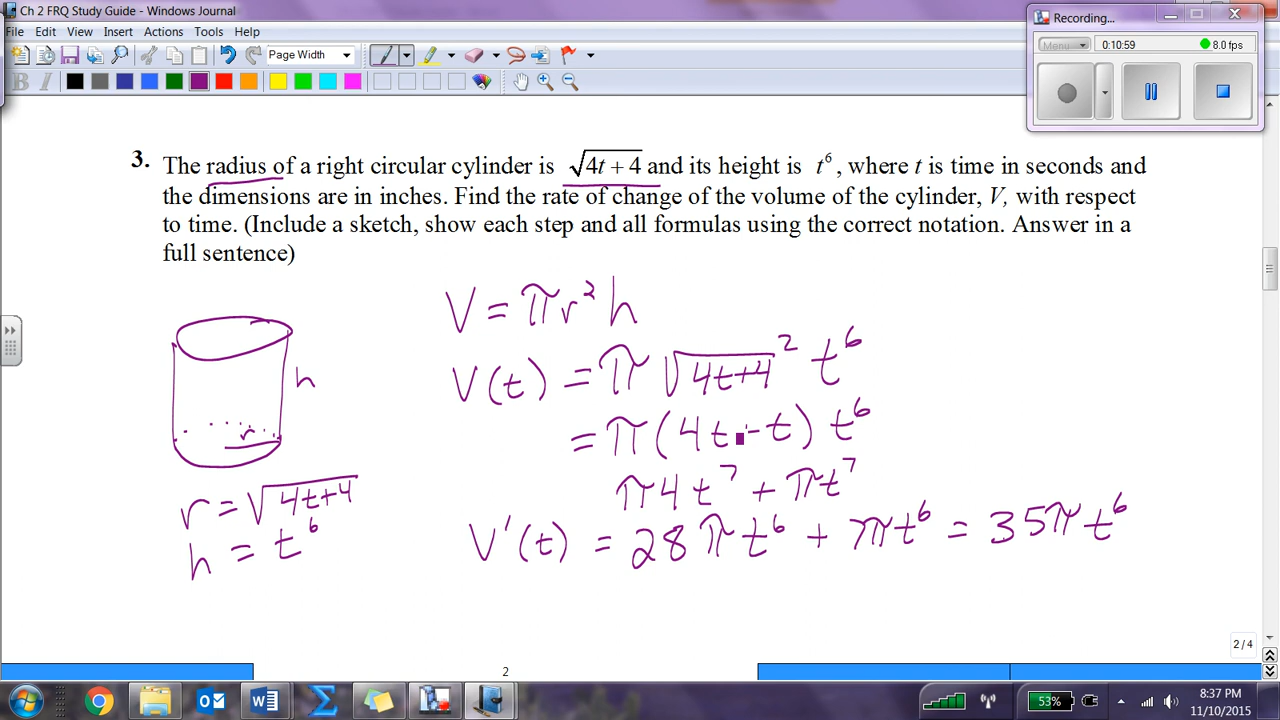 Ch 2 FRQ Study Guide - Windows Journal
File Edit View Insert Actions Tools Help
Page Width
B I
Recording...
Menu 0:10:59 8.0 fps
3. The radius of a right circular cylinder is √4t + 4 and its height is t⁶, where t is time in seconds and
the dimensions are in inches. Find the rate of change of the volume of the cylinder, V, with respect
to time. (Include a sketch, show each step and all formulas using the correct notation. Answer in a
full sentence)
V = πr²h
V(t) = π √4t+4² t⁶
= π(4t - t) t⁶
π4t⁷ + πt⁷
V'(t) = 28πt⁶ + 7πt⁶ = 35πt⁶
h
r
r = √4t+4
h = t⁶
2/4
2
53%
8:37 PM
11/10/2015